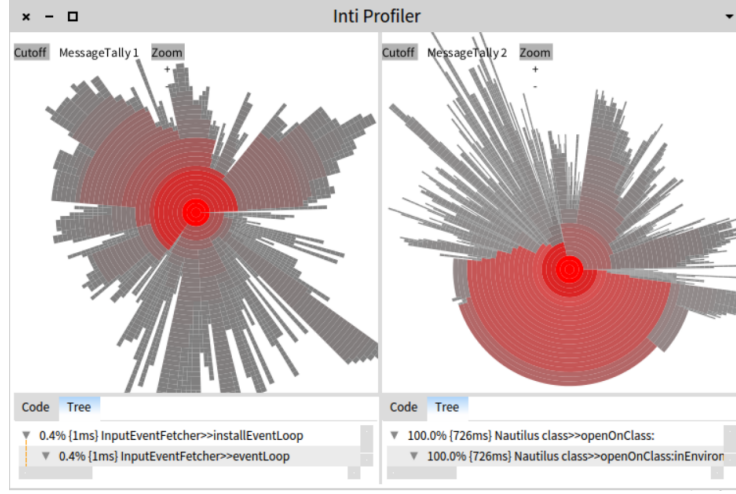 Inti Profiler
Cutoff MessageTally 1 Zoom
+
-
Cutoff MessageTally 2 Zoom
+
-
Code Tree
0.4% {1ms} InputEventFetcher>>installEventLoop
0.4% {1ms} InputEventFetcher>>eventLoop
Code Tree
100.0% {726ms} Nautilus class>>openOnClass:
100.0% {726ms} Nautilus class>>openOnClass:inEnviron